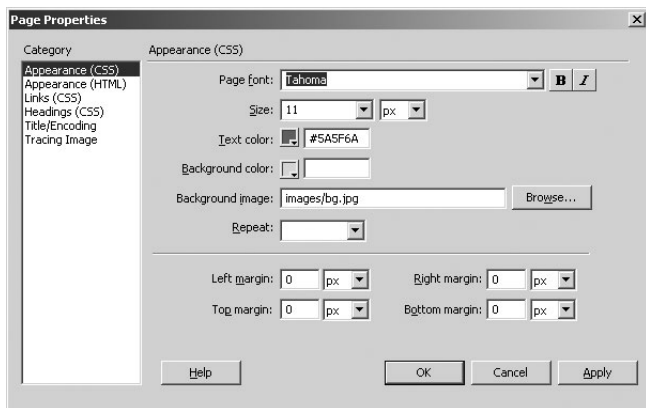 Page Properties
Category
Appearance (CSS)
Appearance (HTML)
Links (CSS)
Headings (CSS)
Title/Encoding
Tracing Image
Appearance (CSS)
Page font: Tahoma B I
Size: 11 px
Text color: #5A5F6A
Background color:
Background image: images/bg.jpg Browse...
Repeat:
Left margin: 0 px Right margin: 0 px
Top margin: 0 px Bottom margin: 0 px
Help OK Cancel Apply